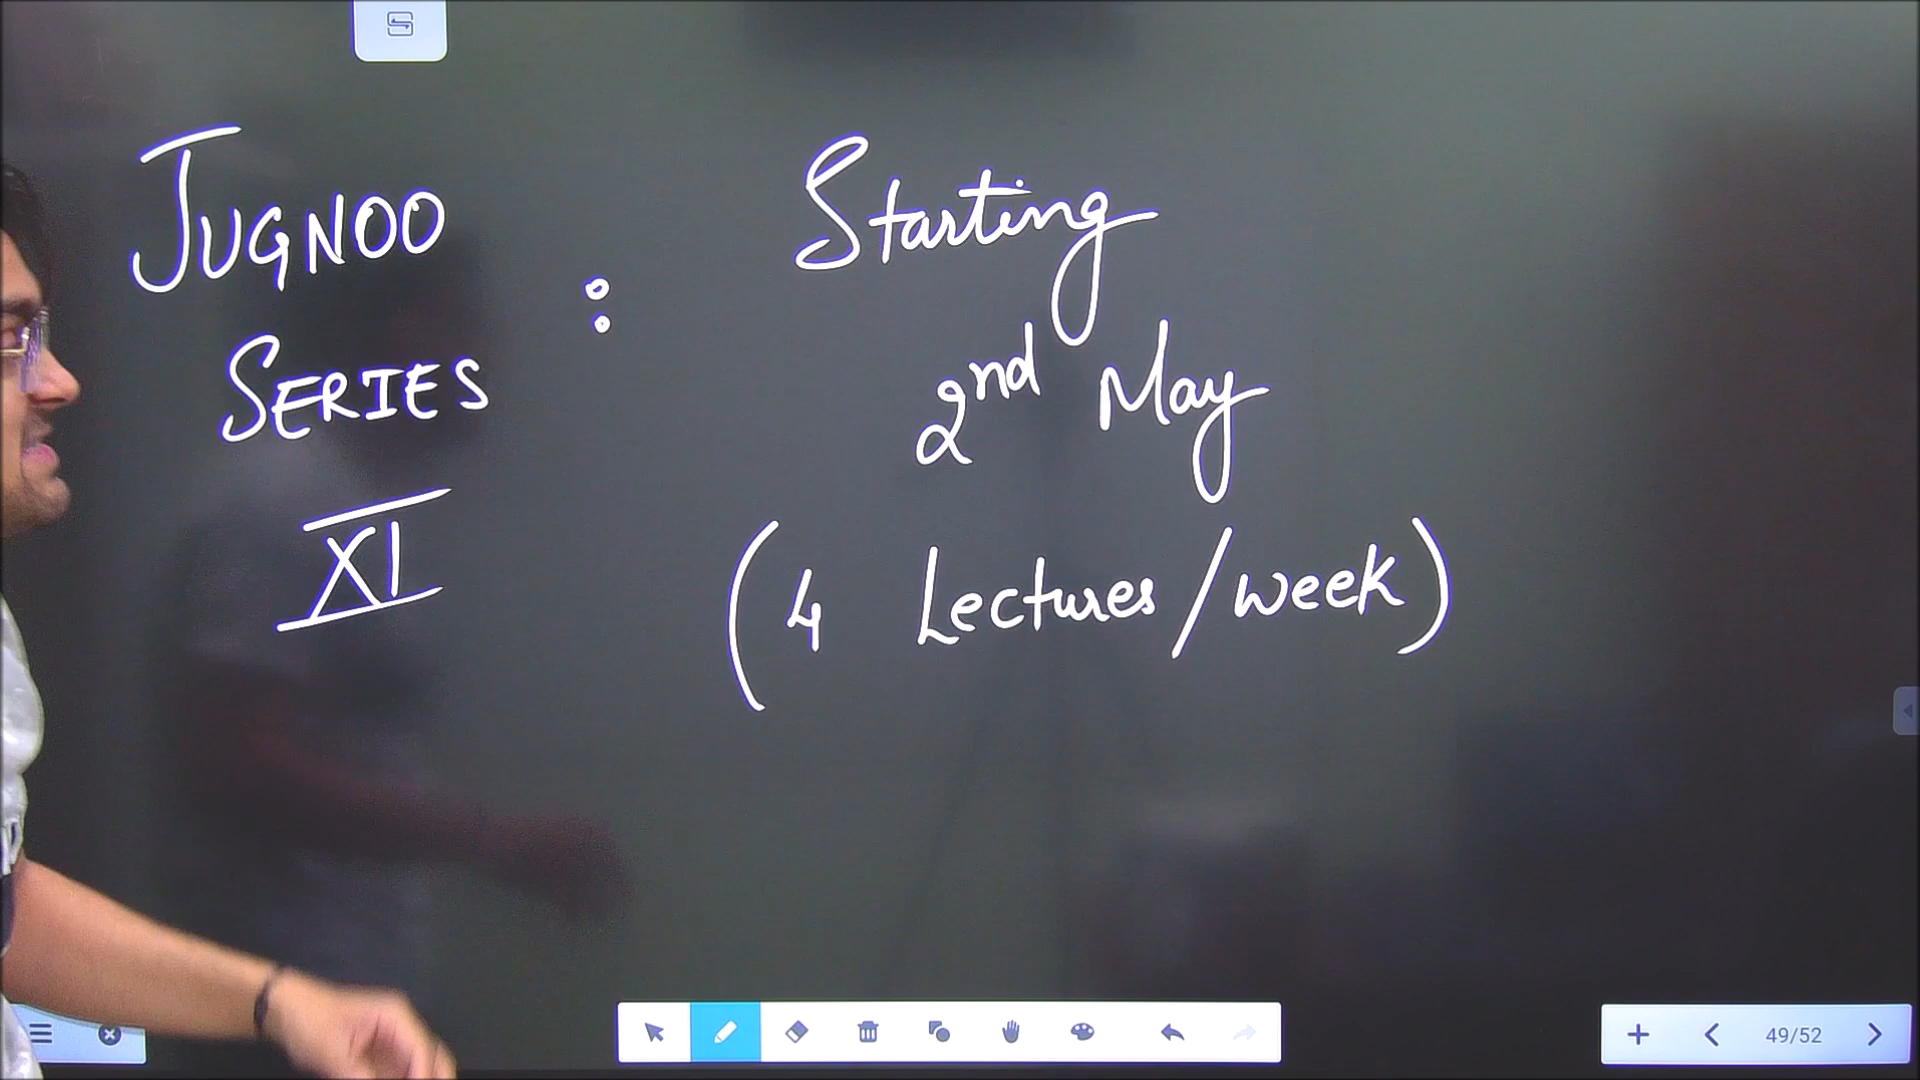 JUGNOO
SERIES
XI
:
Starting
2nd May
(4 Lectures/week)
49/52